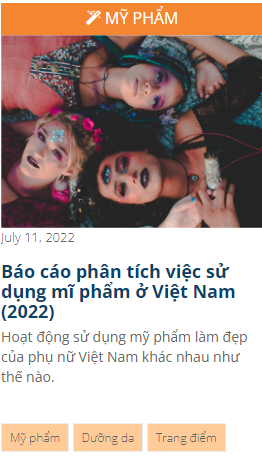 MỸ PHẨM
July 11, 2022
Báo cáo phân tích việc sử
dụng mĩ phẩm ở Việt Nam
(2022)
Hoạt động sử dụng mỹ phẩm làm đẹp
của phụ nữ Việt Nam khác nhau như
thế nào.
Mỹ phẩm Dưỡng da Trang điểm